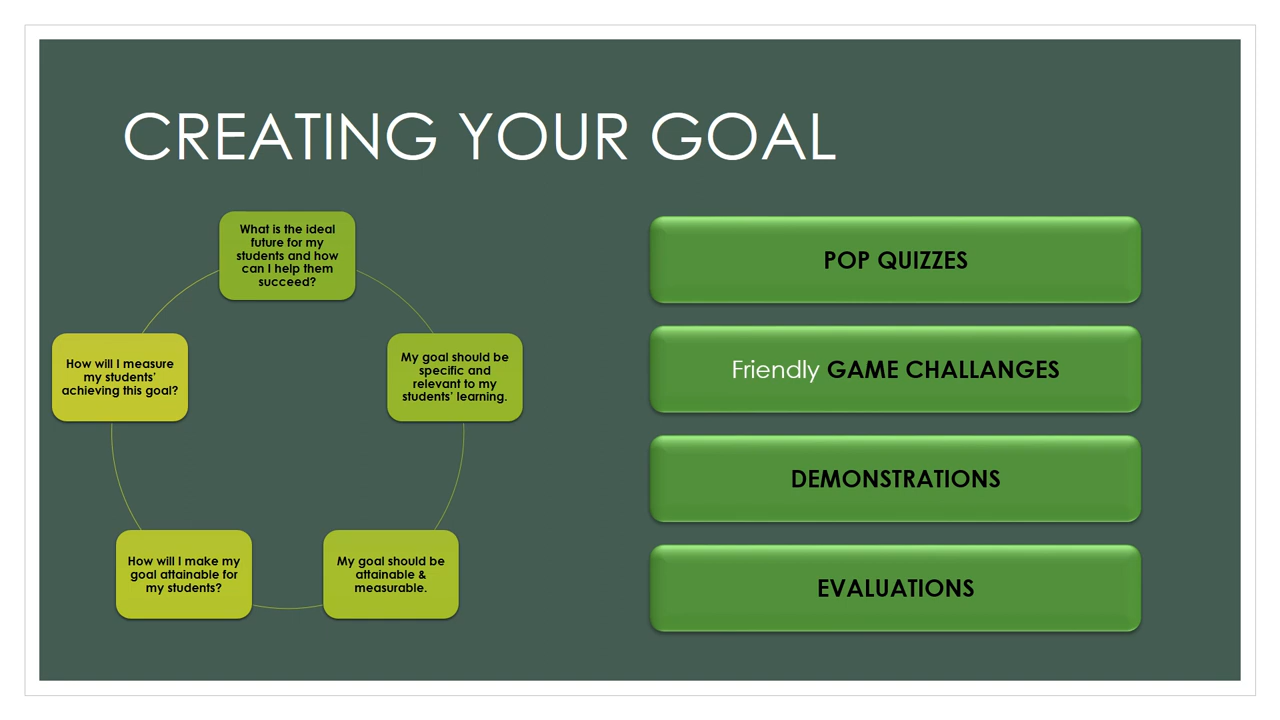 CREATING YOUR GOAL
What is the ideal
future for my
students and how
can I help them
succeed?
My goal should be
specific and
relevant to my
students' learning.
My goal should be
attainable &
measurable.
How will I make my
goal attainable for
my students?
How will I measure
my students'
achieving this goal?
POP QUIZZES
Friendly GAME CHALLANGES
DEMONSTRATIONS
EVALUATIONS